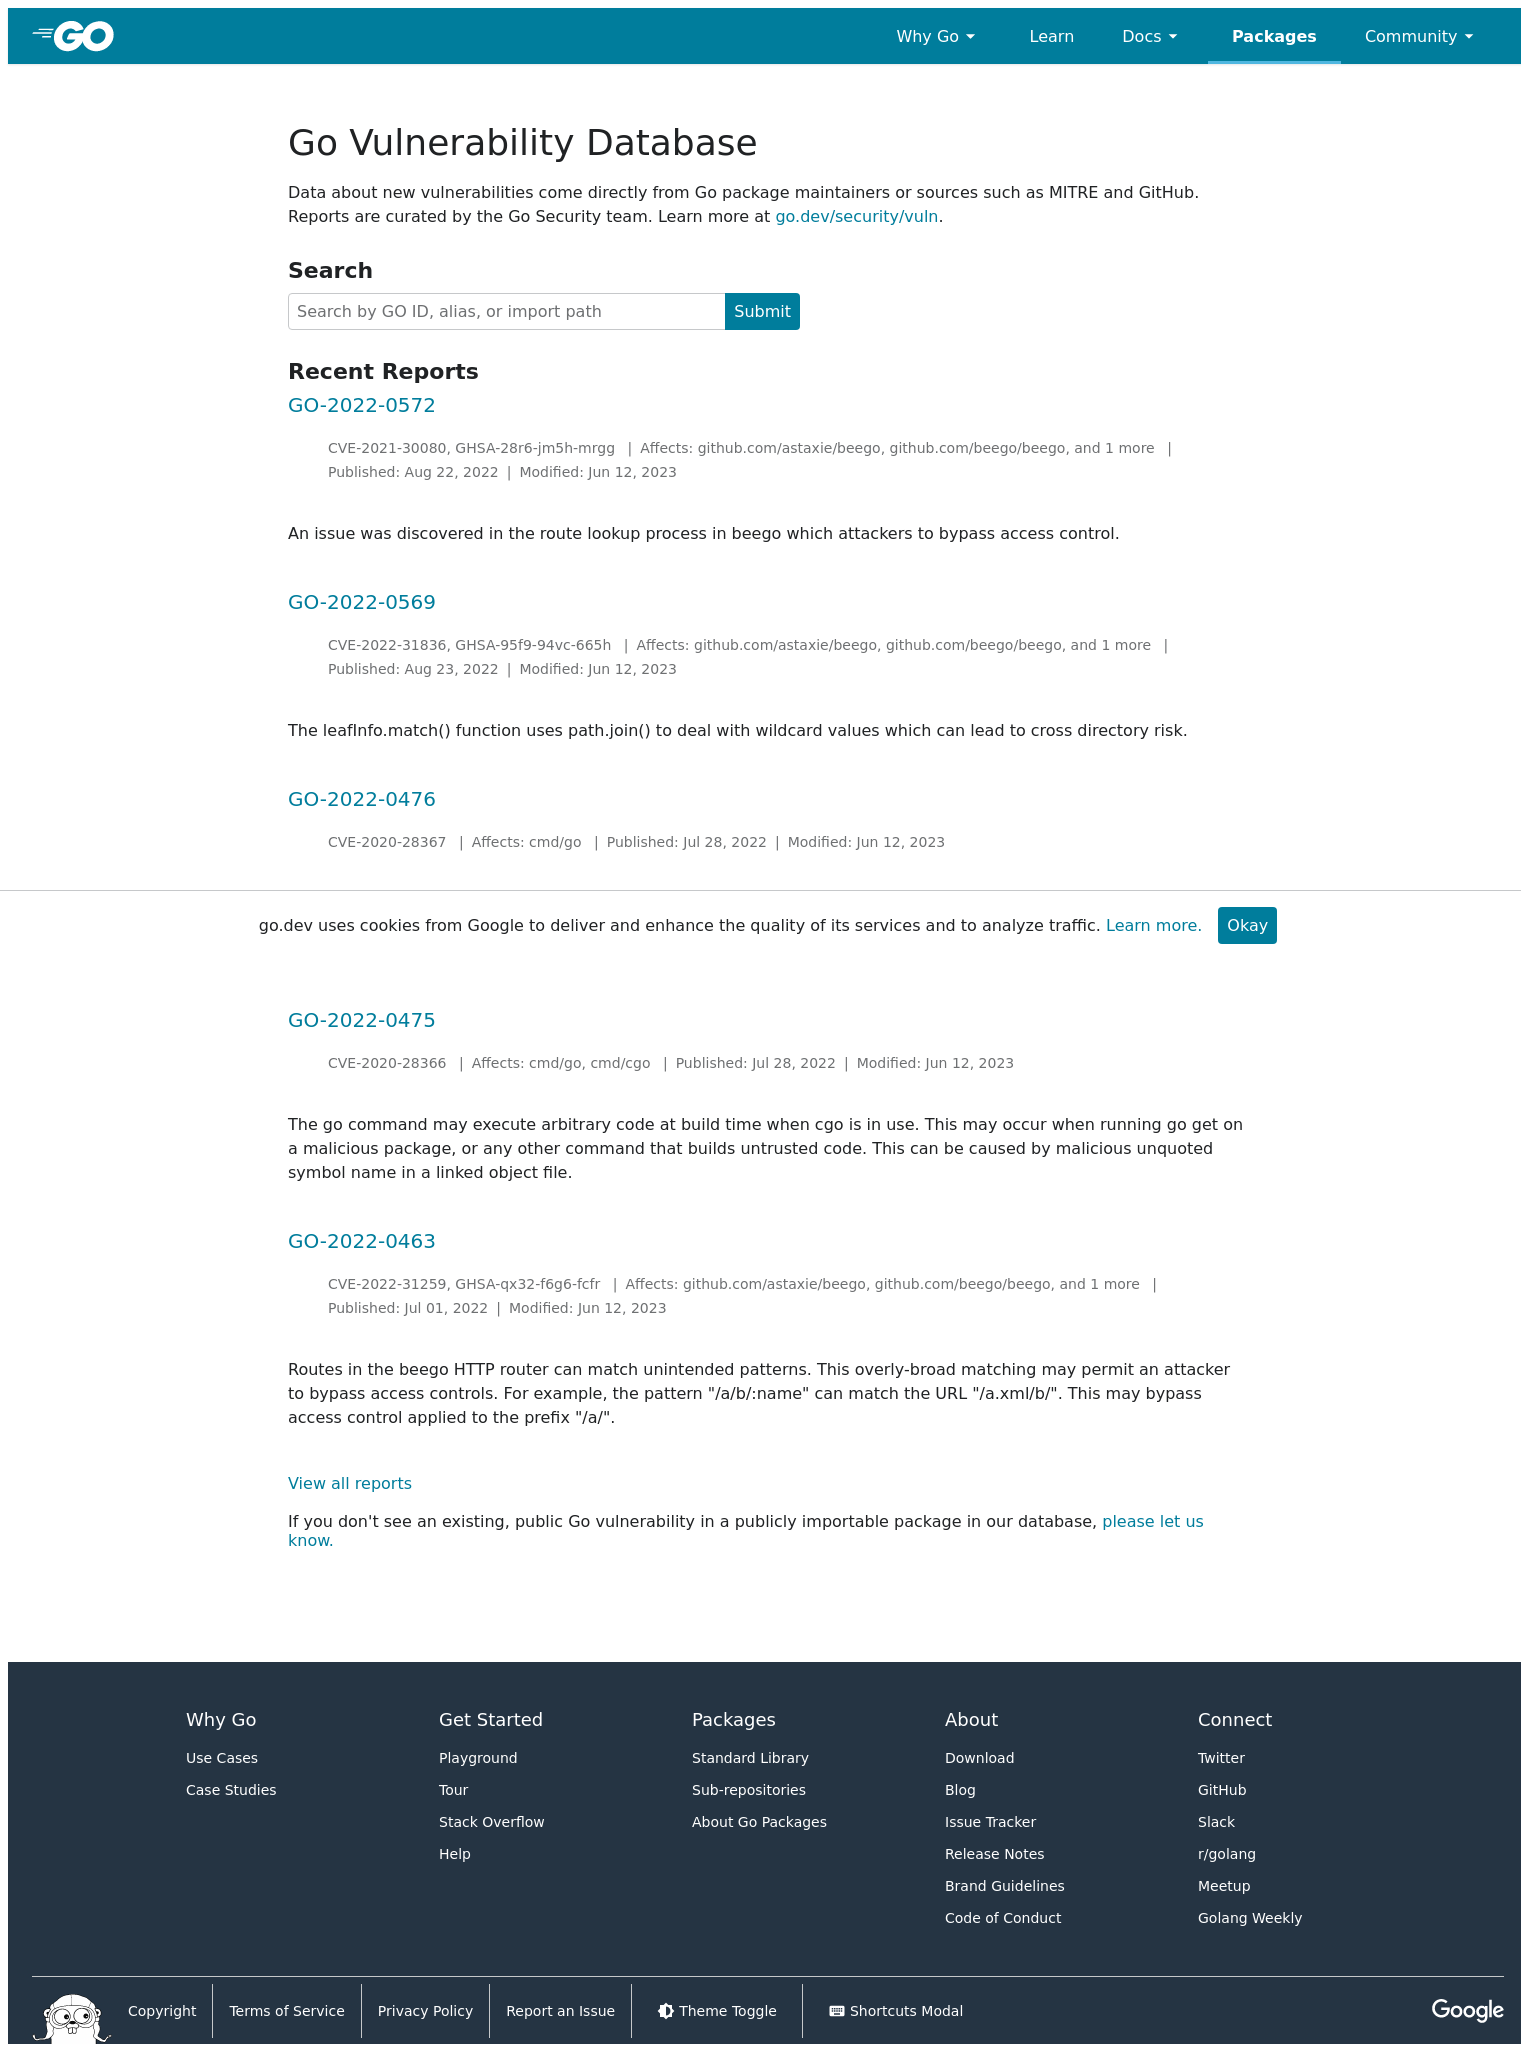 GO
Why Go
Learn
Docs
Packages
Community
Go Vulnerability Database
Data about new vulnerabilities come directly from Go package maintainers or sources such as MITRE and GitHub.
Reports are curated by the Go Security team. Learn more at go.dev/security/vuln.
Search
Search by GO ID, alias, or import path
Submit
Recent Reports
GO-2022-0572
CVE-2021-30080, GHSA-28r6-jm5h-mrgg | Affects: github.com/astaxie/beego, github.com/beego/beego, and 1 more |
Published: Aug 22, 2022 | Modified: Jun 12, 2023
An issue was discovered in the route lookup process in beego which attackers to bypass access control.
GO-2022-0569
CVE-2022-31836, GHSA-95f9-94vc-665h | Affects: github.com/astaxie/beego, github.com/beego/beego, and 1 more |
Published: Aug 23, 2022 | Modified: Jun 12, 2023
The leafInfo.match() function uses path.join() to deal with wildcard values which can lead to cross directory risk.
GO-2022-0476
CVE-2020-28367 | Affects: cmd/go | Published: Jul 28, 2022 | Modified: Jun 12, 2023
go.dev uses cookies from Google to deliver and enhance the quality of its services and to analyze traffic. Learn more.
Okay
GO-2022-0475
CVE-2020-28366 | Affects: cmd/go, cmd/cgo | Published: Jul 28, 2022 | Modified: Jun 12, 2023
The go command may execute arbitrary code at build time when cgo is in use. This may occur when running go get on
a malicious package, or any other command that builds untrusted code. This can be caused by malicious unquoted
symbol name in a linked object file.
GO-2022-0463
CVE-2022-31259, GHSA-qx32-f6g6-fcfr | Affects: github.com/astaxie/beego, github.com/beego/beego, and 1 more |
Published: Jul 01, 2022 | Modified: Jun 12, 2023
Routes in the beego HTTP router can match unintended patterns. This overly-broad matching may permit an attacker
to bypass access controls. For example, the pattern "/a/b/:name" can match the URL "/a.xml/b/". This may bypass
access control applied to the prefix "/a/".
View all reports
If you don't see an existing, public Go vulnerability in a publicly importable package in our database, please let us
know.
Why Go
Use Cases
Case Studies
Get Started
Playground
Tour
Stack Overflow
Help
Packages
Standard Library
Sub-repositories
About Go Packages
About
Download
Blog
Issue Tracker
Release Notes
Brand Guidelines
Code of Conduct
Connect
Twitter
GitHub
Slack
r/golang
Meetup
Golang Weekly
Copyright
Terms of Service
Privacy Policy
Report an Issue
Theme Toggle
Shortcuts Modal
Google